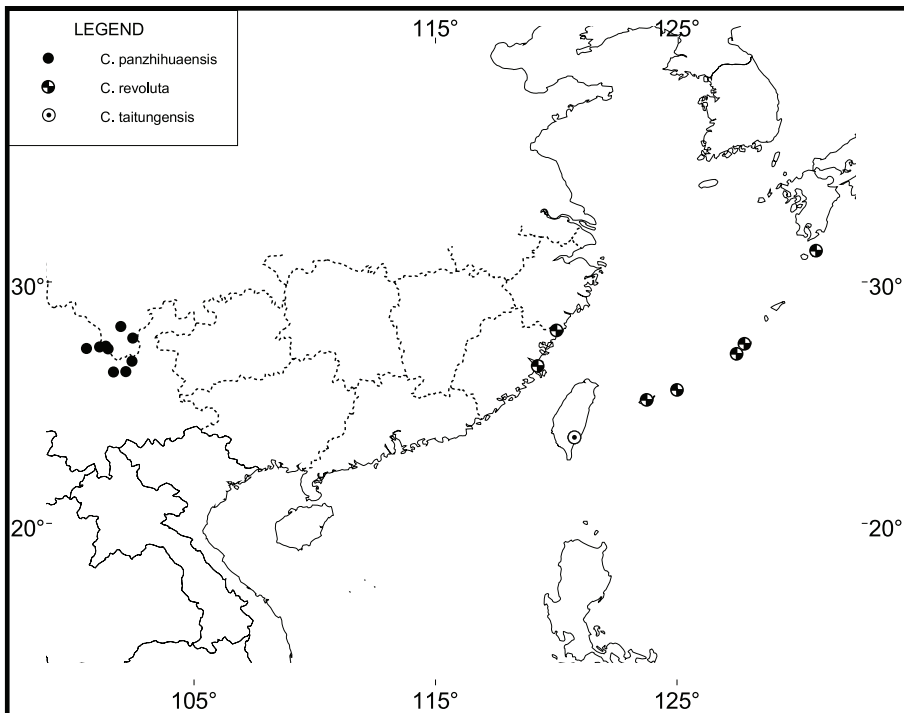 LEGEND
C. panzhihuaensis
C. revoluta
C. taitungensis
115° 125°
30° 30°
20° 20°
105° 115° 125°